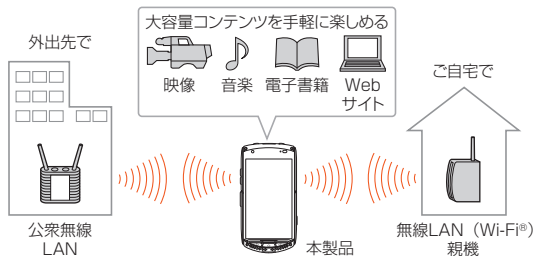 大容量コンテンツを手軽に楽しめる
映像
音楽
電子書籍
Web
サイト
外出先で
公衆無線
LAN
本製品
ご自宅で
無線LAN（Wi-Fi®）
親機